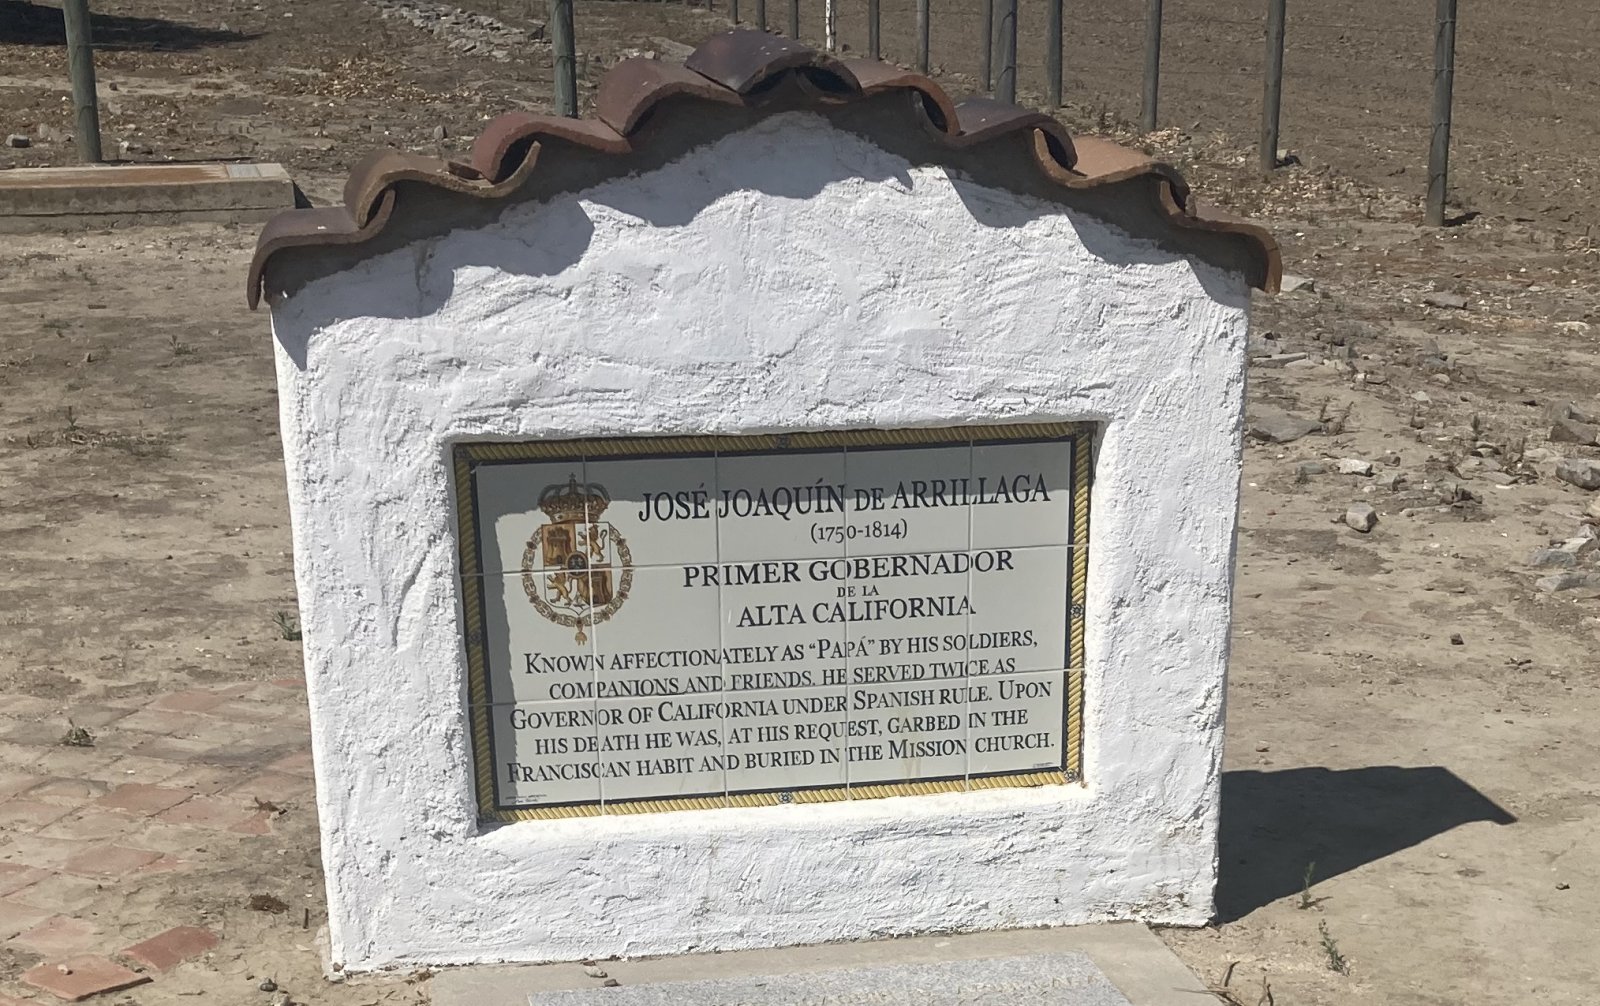 JOSÉ JOAQUÍN DE ARRILLAGA
(1750-1814)
PRIMER GOBERNADOR
DE LA
ALTA CALIFORNIA
KNOWN AFFECTIONATELY AS "PAPÁ" BY HIS SOLDIERS,
COMPANIONS AND FRIENDS. HE SERVED TWICE AS
GOVERNOR OF CALIFORNIA UNDER SPANISH RULE. UPON
HIS DEATH HE WAS, AT HIS REQUEST, GARBED IN THE
FRANCISCAN HABIT AND BURIED IN THE MISSION CHURCH.